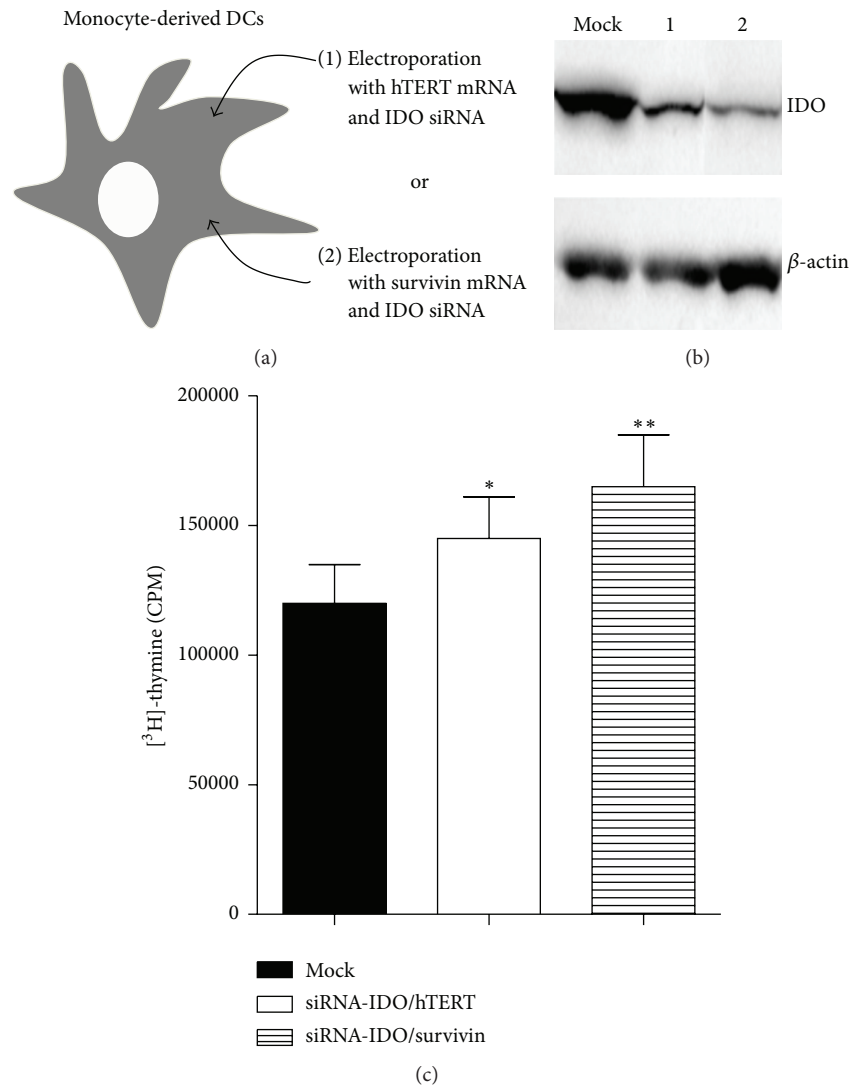 Monocyte-derived DCs
(1) Electroporation
with hTERT mRNA
and IDO siRNA
or
(2) Electroporation
with survivin mRNA
and IDO siRNA
(a)
Mock 1 2
IDO
β-actin
(b)
200000
150000
100000
50000
0
[³H]-thymine (CPM)
*
**
Mock
siRNA-IDO/hTERT
siRNA-IDO/survivin
(c)